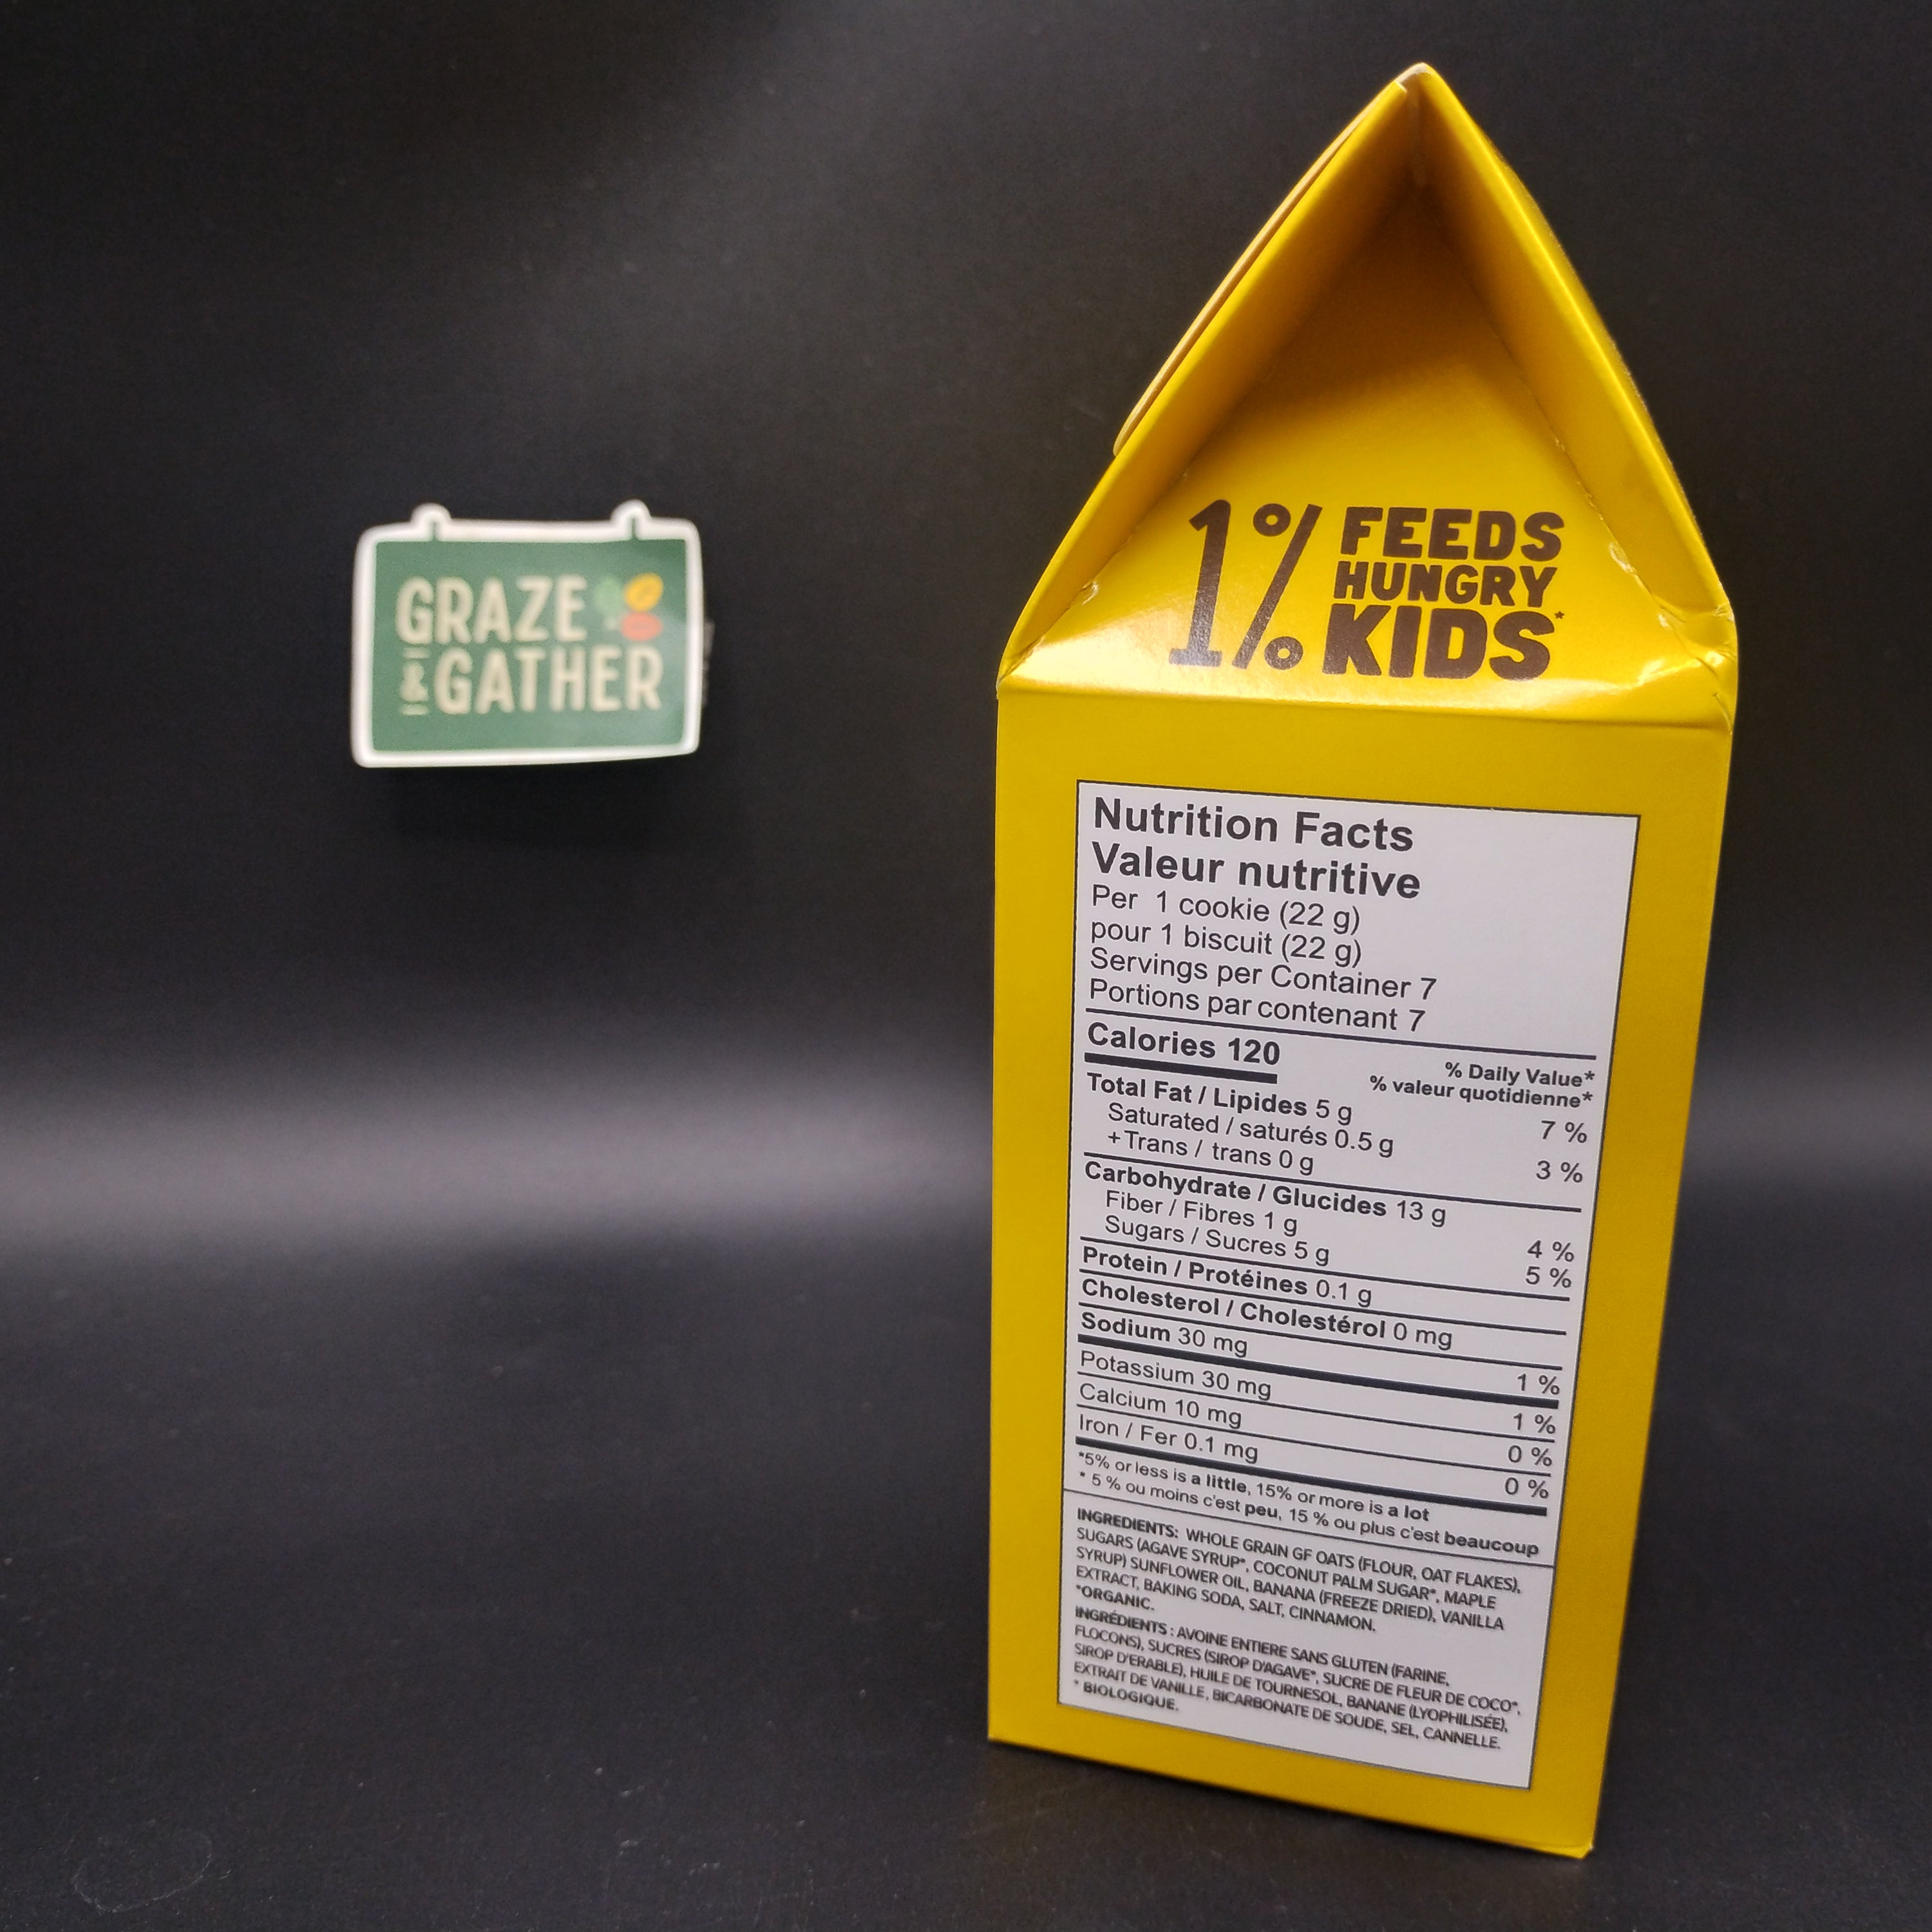 GRAZE
& GATHER
1% FEEDS
HUNGRY
KIDS*
Nutrition Facts
Valeur nutritive
Per 1 cookie (22 g)
pour 1 biscuit (22 g)
Servings per Container 7
Portions par contenant 7
Calories 120
% Daily Value*
% valeur quotidienne*
Total Fat / Lipides 5 g 7 %
Saturated / saturés 0.5 g
+Trans / trans 0 g 3 %
Carbohydrate / Glucides 13 g
Fiber / Fibres 1 g 4 %
Sugars / Sucres 5 g 5 %
Protein / Protéines 0.1 g
Cholesterol / Cholestérol 0 mg
Sodium 30 mg 1 %
Potassium 30 mg 1 %
Calcium 10 mg 0 %
Iron / Fer 0.1 mg 0 %
*5% or less is a little, 15% or more is a lot
* 5 % ou moins c'est peu, 15 % ou plus c'est beaucoup
INGREDIENTS: WHOLE GRAIN GF OATS (FLOUR, OAT FLAKES),
SUGARS (AGAVE SYRUP*, COCONUT PALM SUGAR*, MAPLE
SYRUP) SUNFLOWER OIL, BANANA (FREEZE DRIED), VANILLA
EXTRACT, BAKING SODA, SALT, CINNAMON.
*ORGANIC.
INGRÉDIENTS : AVOINE ENTIERE SANS GLUTEN (FARINE,
FLOCONS), SUCRES (SIROP D'AGAVE*, SUCRE DE FLEUR DE COCO*,
SIROP D'ERABLE), HUILE DE TOURNESOL, BANANE (LYOPHILISÉE),
EXTRAIT DE VANILLE, BICARBONATE DE SOUDE, SEL, CANNELLE.
* BIOLOGIQUE.